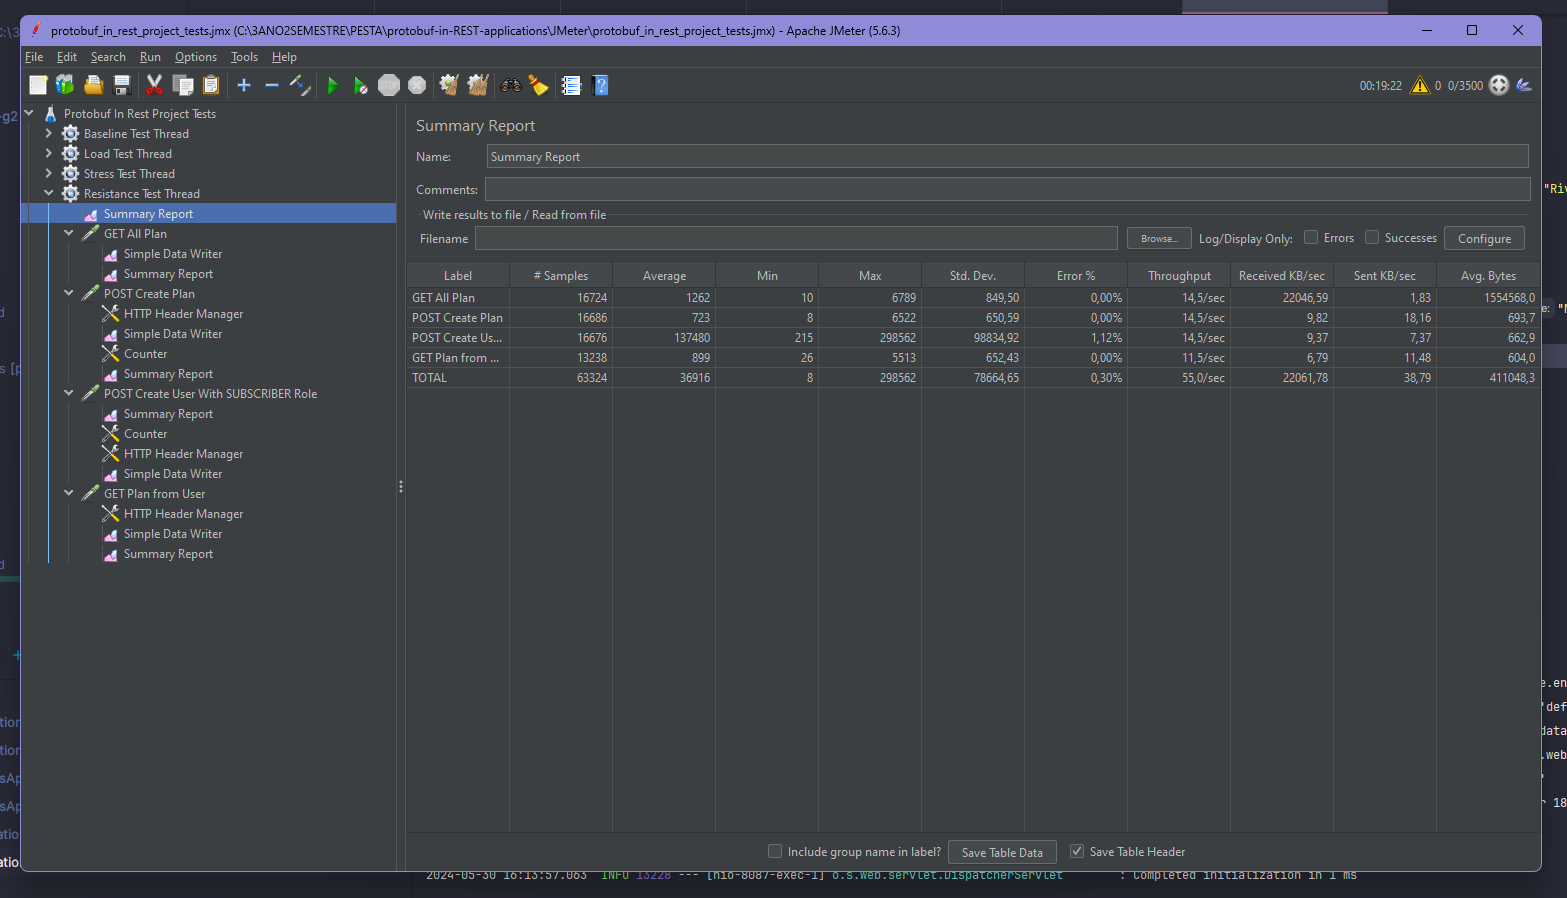 protobuf_in_rest_project_tests.jmx (C:\3ANO2SEMESTRE\PESTA\protobuf-in-REST-applications\JMeter\protobuf_in_rest_project_tests.jmx) - Apache JMeter (5.6.3)
File Edit Search Run Options Tools Help
00:19:22 0 0/3500
Protobuf In Rest Project Tests
Baseline Test Thread
Load Test Thread
Stress Test Thread
Resistance Test Thread
Summary Report
GET All Plan
Simple Data Writer
Summary Report
POST Create Plan
HTTP Header Manager
Simple Data Writer
Counter
Summary Report
POST Create User With SUBSCRIBER Role
Summary Report
Counter
HTTP Header Manager
Simple Data Writer
GET Plan from User
HTTP Header Manager
Simple Data Writer
Summary Report
Summary Report
Name: Summary Report
Comments:
Write results to file / Read from file
Filename Browse... Log/Display Only: Errors Successes Configure
Label # Samples Average Min Max Std. Dev. Error % Throughput Received KB/sec Sent KB/sec Avg. Bytes
GET All Plan 16724 1262 10 6789 849,50 0,00% 14,5/sec 22046,59 1,83 1554568,0
POST Create Plan 16686 723 8 6522 650,59 0,00% 14,5/sec 9,82 18,16 693,7
POST Create Us... 16676 137480 215 298562 98834,92 1,12% 14,5/sec 9,37 7,37 662,9
GET Plan from ... 13238 899 26 5513 652,43 0,00% 11,5/sec 6,79 11,48 604,0
TOTAL 63324 36916 8 298562 78664,65 0,30% 55,0/sec 22061,78 38,79 411048,3
Include group name in label? Save Table Data Save Table Header
2024-05-30 16:13:57.063 INFO 13228 --- [nio-8087-exec-1] o.s.web.servlet.DispatcherServlet : Completed initialization in 1 ms